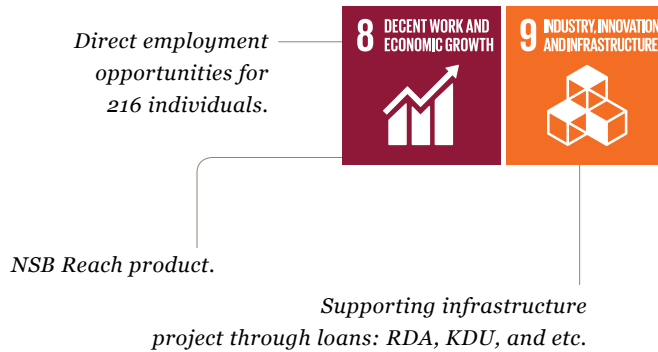 Direct employment
opportunities for
216 individuals.
8 DECENT WORK AND
ECONOMIC GROWTH
9 INDUSTRY, INNOVATION
AND INFRASTRUCTURE
NSB Reach product.
Supporting infrastructure
project through loans: RDA, KDU, and etc.